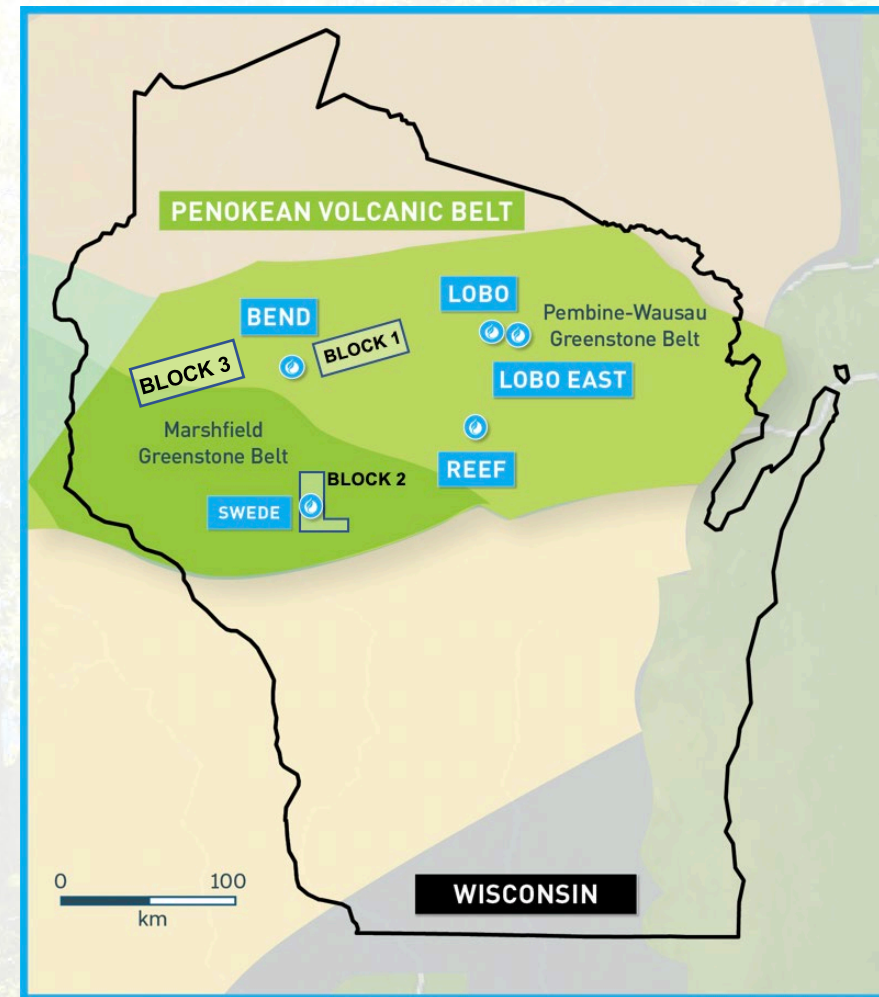 PENOKEAN VOLCANIC BELT
LOBO
BEND
Pembine-Wausau
Greenstone Belt
BLOCK 1
BLOCK 3
LOBO EAST
Marshfield
Greenstone Belt
REEF
BLOCK 2
SWEDE
0 100
km
WISCONSIN